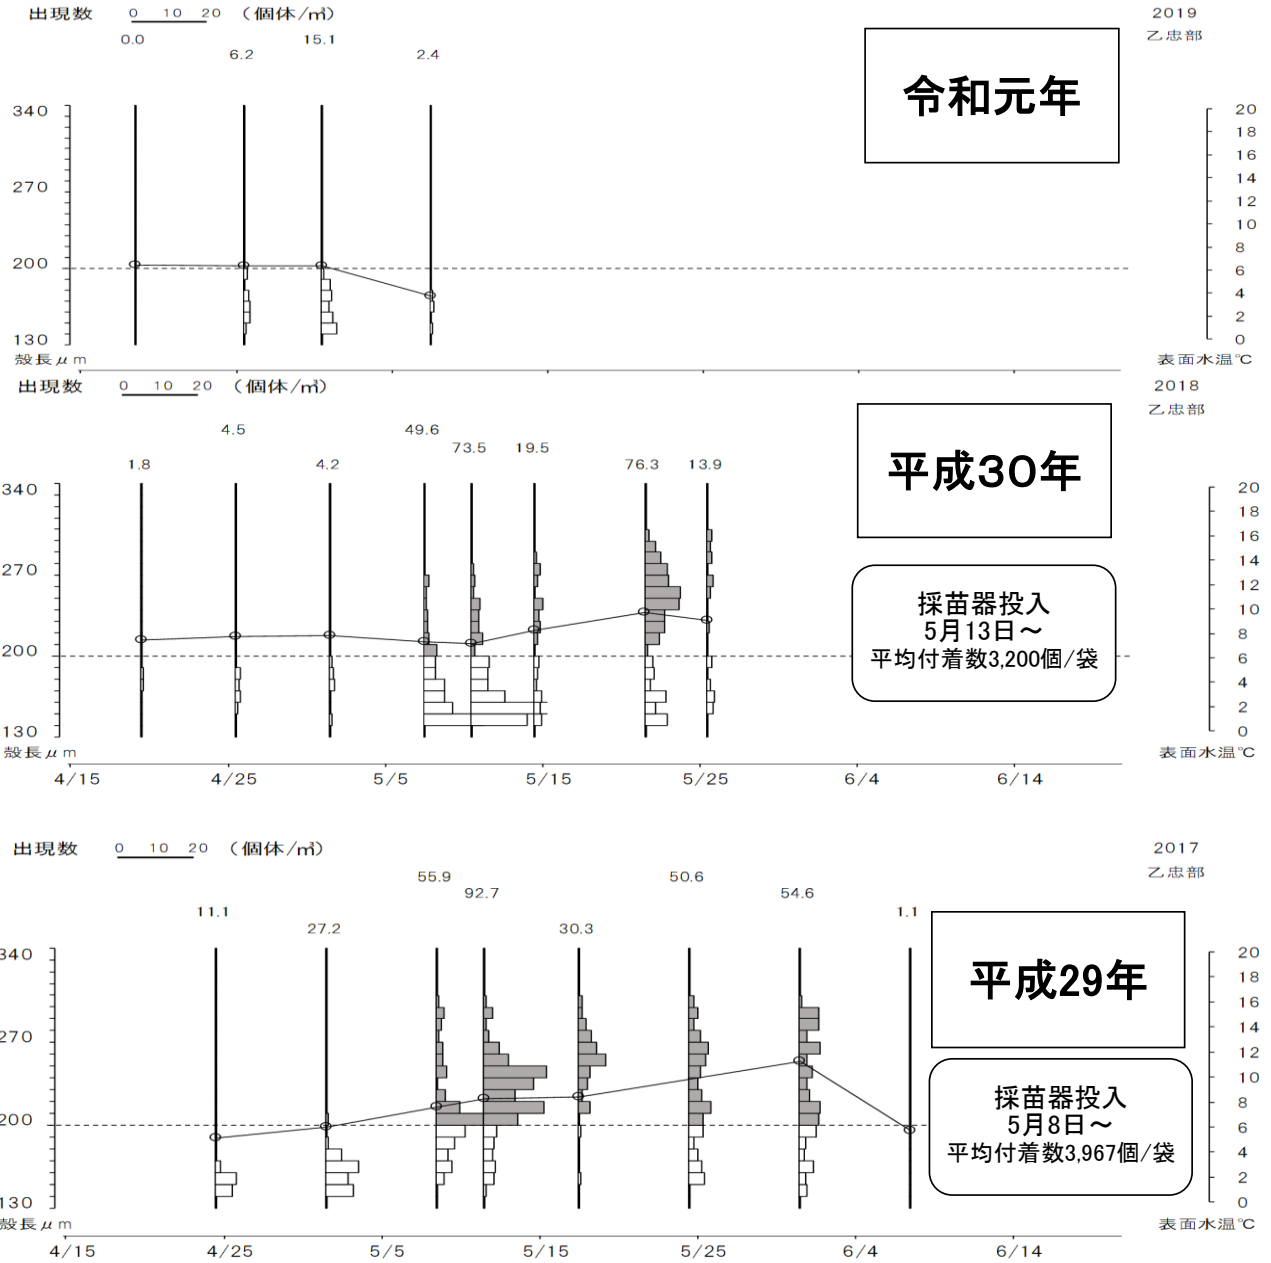 出現数 0 10 20 (個体/㎥) 2019
乙忠部
0.0 6.2 15.1 2.4
令和元年
340
270
200
130
20
18
16
14
12
10
8
6
4
2
0
殻長μm 表面水温℃
出現数 0 10 20 (個体/㎥) 2018
乙忠部
1.8 4.5 4.2 49.6 73.5 19.5 76.3 13.9
平成30年
340
270
200
130
20
18
16
14
12
10
8
6
4
2
0
採苗器投入
5月13日～
平均付着数3,200個/袋
殻長μm 表面水温℃
4/15 4/25 5/5 5/15 5/25 6/4 6/14
出現数 0 10 20 (個体/㎥) 2017
乙忠部
11.1 27.2 55.9 92.7 30.3 50.6 54.6 1.1
平成29年
340
270
200
130
20
18
16
14
12
10
8
6
4
2
0
採苗器投入
5月8日～
平均付着数3,967個/袋
殻長μm 表面水温℃
4/15 4/25 5/5 5/15 5/25 6/4 6/14